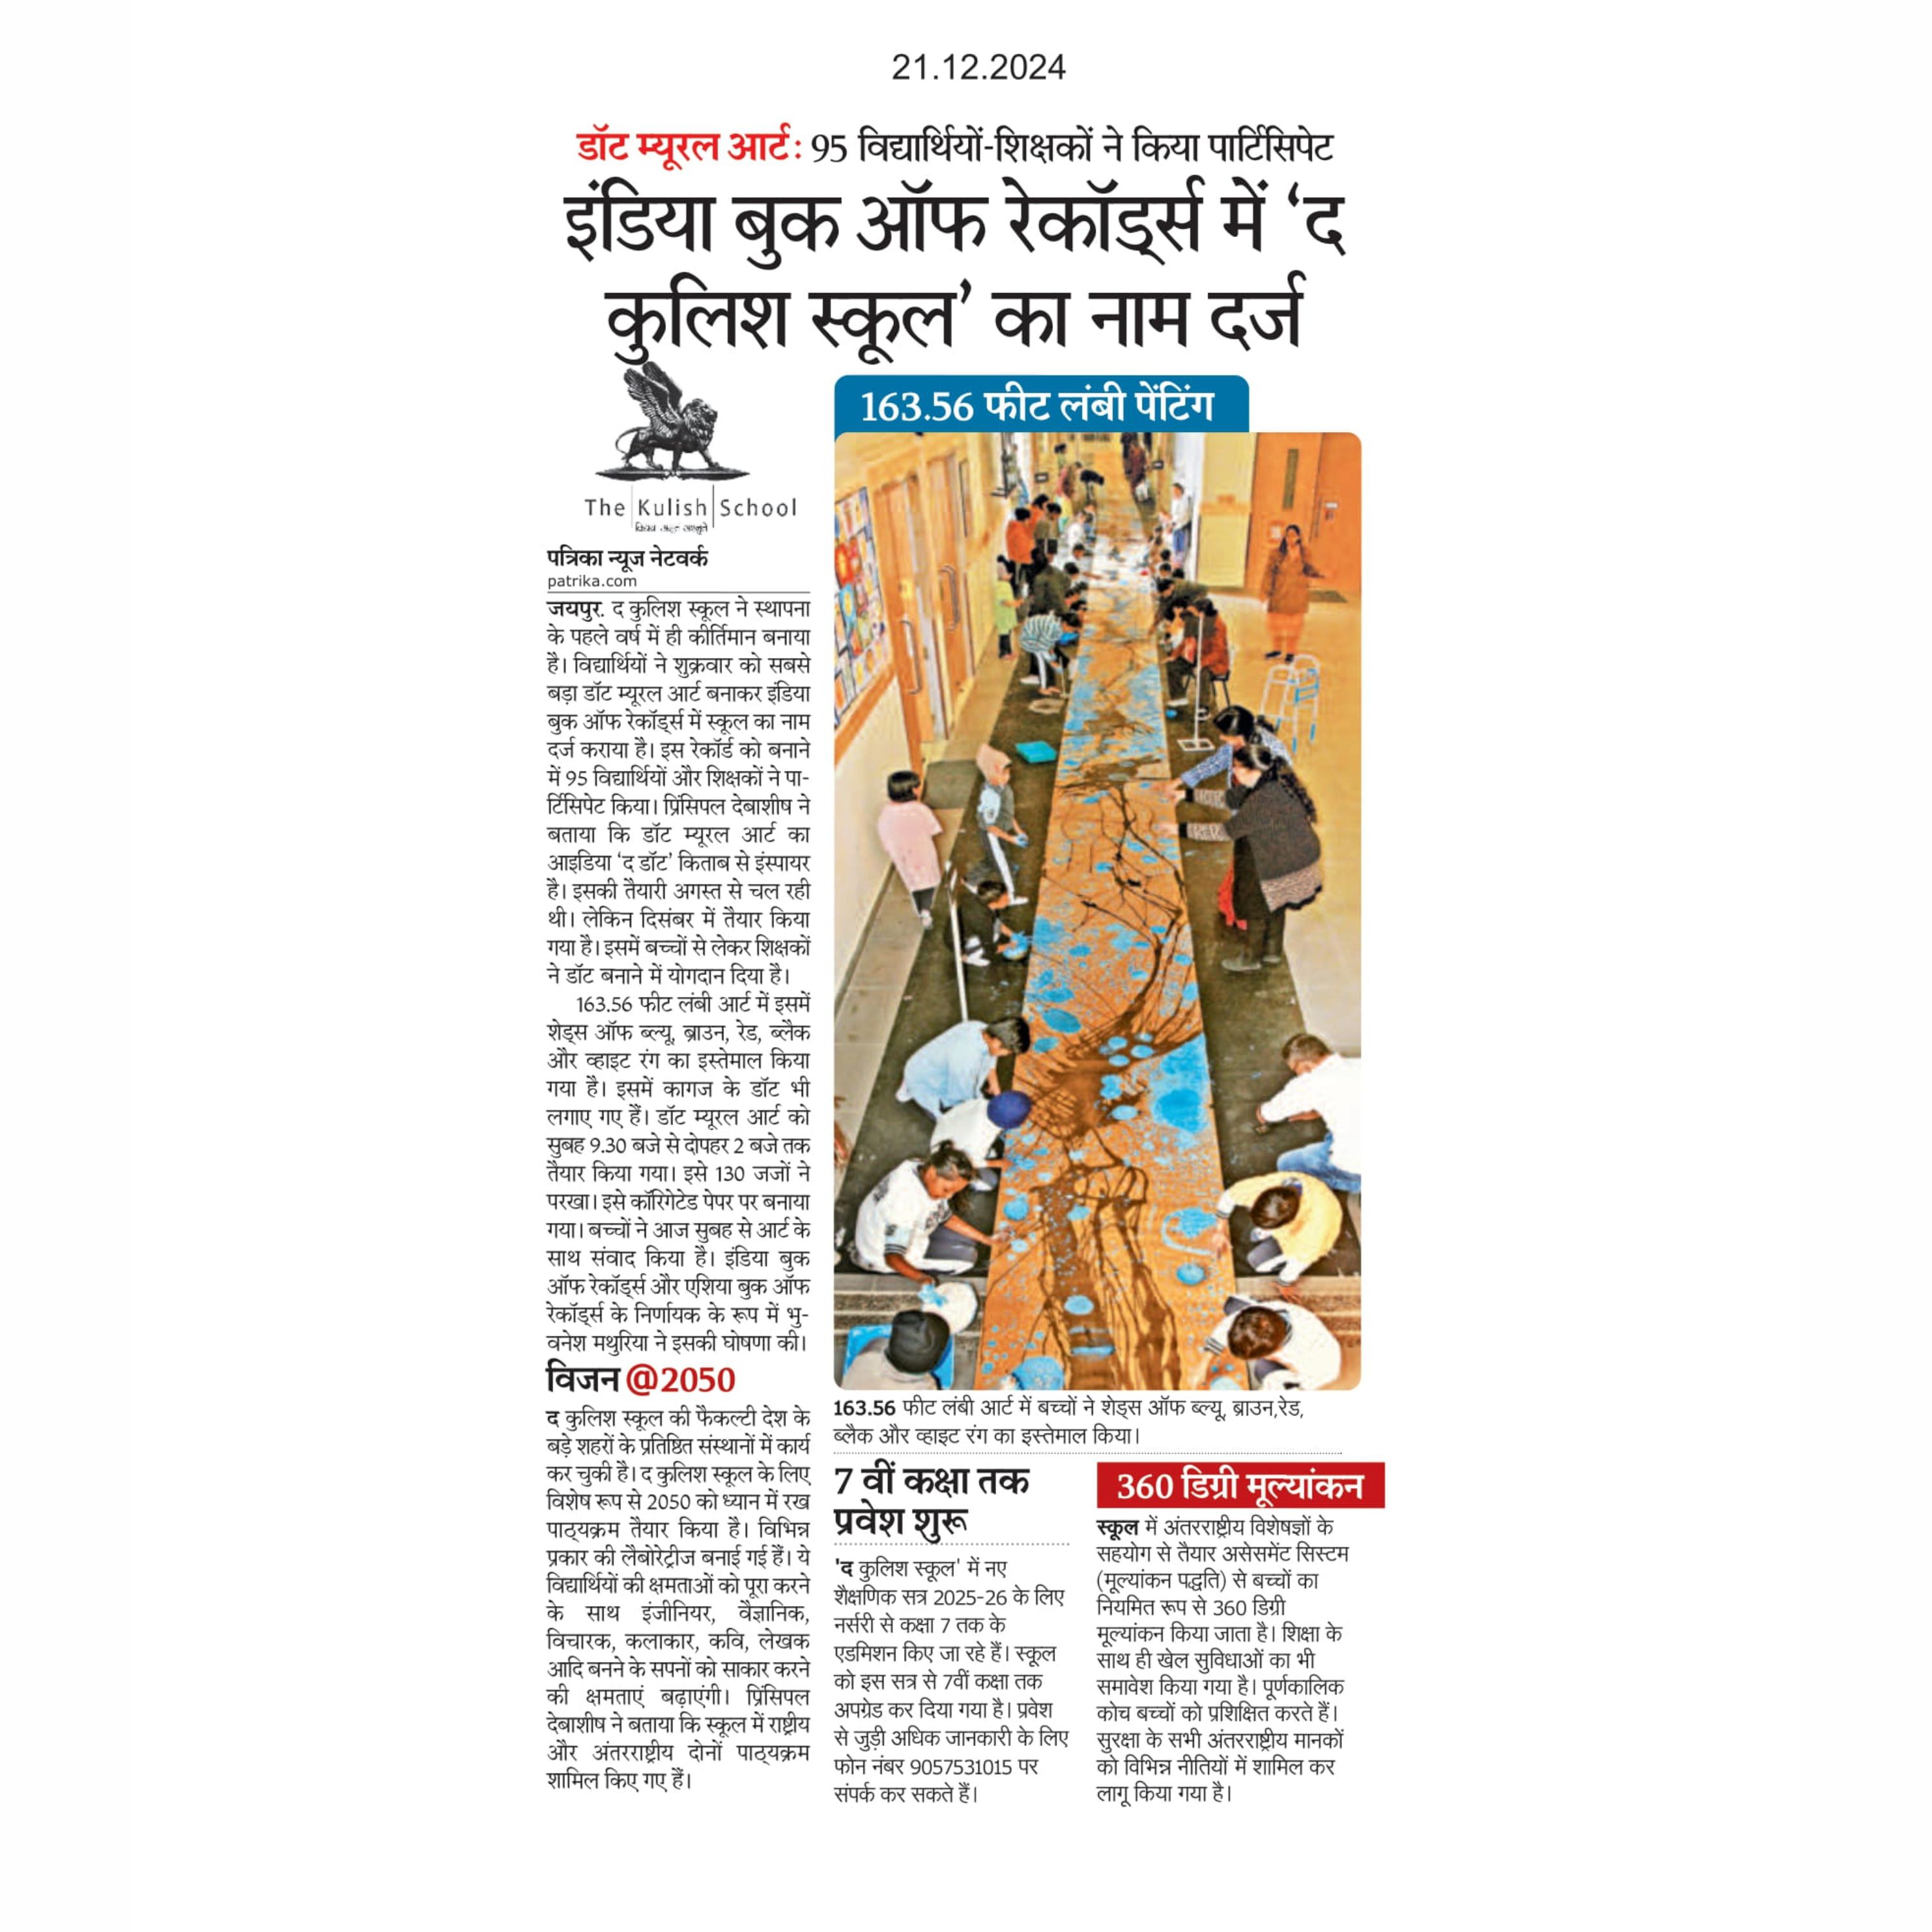 21.12.2024
डॉट म्यूरल आर्ट: 95 विद्यार्थियों-शिक्षकों ने किया पार्टिसिपेट
इंडिया बुक ऑफ रेकॉर्ड्स में ‘द
कुलिश स्कूल’ का नाम दर्ज
The Kulish School
पत्रिका न्यूज नेटवर्क
patrika.com
जयपुर. द कुलिश स्कूल ने स्थापना
के पहले वर्ष में ही कीर्तिमान बनाया
है। विद्यार्थियों ने शुक्रवार को सबसे
बड़ा डॉट म्यूरल आर्ट बनाकर इंडिया
बुक ऑफ रेकॉर्ड्स में स्कूल का नाम
दर्ज कराया है। इस रेकॉर्ड को बनाने
में 95 विद्यार्थियों और शिक्षकों ने पा-
र्टिसिपेट किया। प्रिंसिपल देबाशीष ने
बताया कि डॉट म्यूरल आर्ट का
आइडिया ‘द डॉट’ किताब से इंस्पायर
है। इसकी तैयारी अगस्त से चल रही
थी। लेकिन दिसंबर में तैयार किया
गया है। इसमें बच्चों से लेकर शिक्षकों
ने डॉट बनाने में योगदान दिया है।
163.56 फीट लंबी आर्ट में इसमें
शेड्स ऑफ ब्ल्यू, ब्राउन, रेड, ब्लैक
और व्हाइट रंग का इस्तेमाल किया
गया है। इसमें कागज के डॉट भी
लगाए गए हैं। डॉट म्यूरल आर्ट को
सुबह 9.30 बजे से दोपहर 2 बजे तक
तैयार किया गया। इसे 130 जजों ने
परखा। इसे कॉरिगेटेड पेपर पर बनाया
गया। बच्चों ने आज सुबह से आर्ट के
साथ संवाद किया है। इंडिया बुक
ऑफ रेकॉर्ड्स और एशिया बुक ऑफ
रेकॉर्ड्स के निर्णायक के रूप में भु-
वनेश मथुरिया ने इसकी घोषणा की।
विजन @2050
द कुलिश स्कूल की फैकल्टी देश के
बड़े शहरों के प्रतिष्ठित संस्थानों में कार्य
कर चुकी है। द कुलिश स्कूल के लिए
विशेष रूप से 2050 को ध्यान में रख
पाठ्यक्रम तैयार किया है। विभिन्न
प्रकार की लैबोरेट्रीज बनाई गई हैं। ये
विद्यार्थियों की क्षमताओं को पूरा करने
के साथ इंजीनियर, वैज्ञानिक,
विचारक, कलाकार, कवि, लेखक
आदि बनने के सपनों को साकार करने
की क्षमताएं बढ़ाएंगी। प्रिंसिपल
देबाशीष ने बताया कि स्कूल में राष्ट्रीय
और अंतरराष्ट्रीय दोनों पाठ्यक्रम
शामिल किए गए हैं।
163.56 फीट लंबी पेंटिंग
163.56 फीट लंबी आर्ट में बच्चों ने शेड्स ऑफ ब्ल्यू, ब्राउन,रेड,
ब्लैक और व्हाइट रंग का इस्तेमाल किया।
7 वीं कक्षा तक
प्रवेश शुरू
'द कुलिश स्कूल' में नए
शैक्षणिक सत्र 2025-26 के लिए
नर्सरी से कक्षा 7 तक के
एडमिशन किए जा रहे हैं। स्कूल
को इस सत्र से 7वीं कक्षा तक
अपग्रेड कर दिया गया है। प्रवेश
से जुड़ी अधिक जानकारी के लिए
फोन नंबर 9057531015 पर
संपर्क कर सकते हैं।
360 डिग्री मूल्यांकन
स्कूल में अंतरराष्ट्रीय विशेषज्ञों के
सहयोग से तैयार असेसमेंट सिस्टम
(मूल्यांकन पद्धति) से बच्चों का
नियमित रूप से 360 डिग्री
मूल्यांकन किया जाता है। शिक्षा के
साथ ही खेल सुविधाओं का भी
समावेश किया गया है। पूर्णकालिक
कोच बच्चों को प्रशिक्षित करते हैं।
सुरक्षा के सभी अंतरराष्ट्रीय मानकों
को विभिन्न नीतियों में शामिल कर
लागू किया गया है।